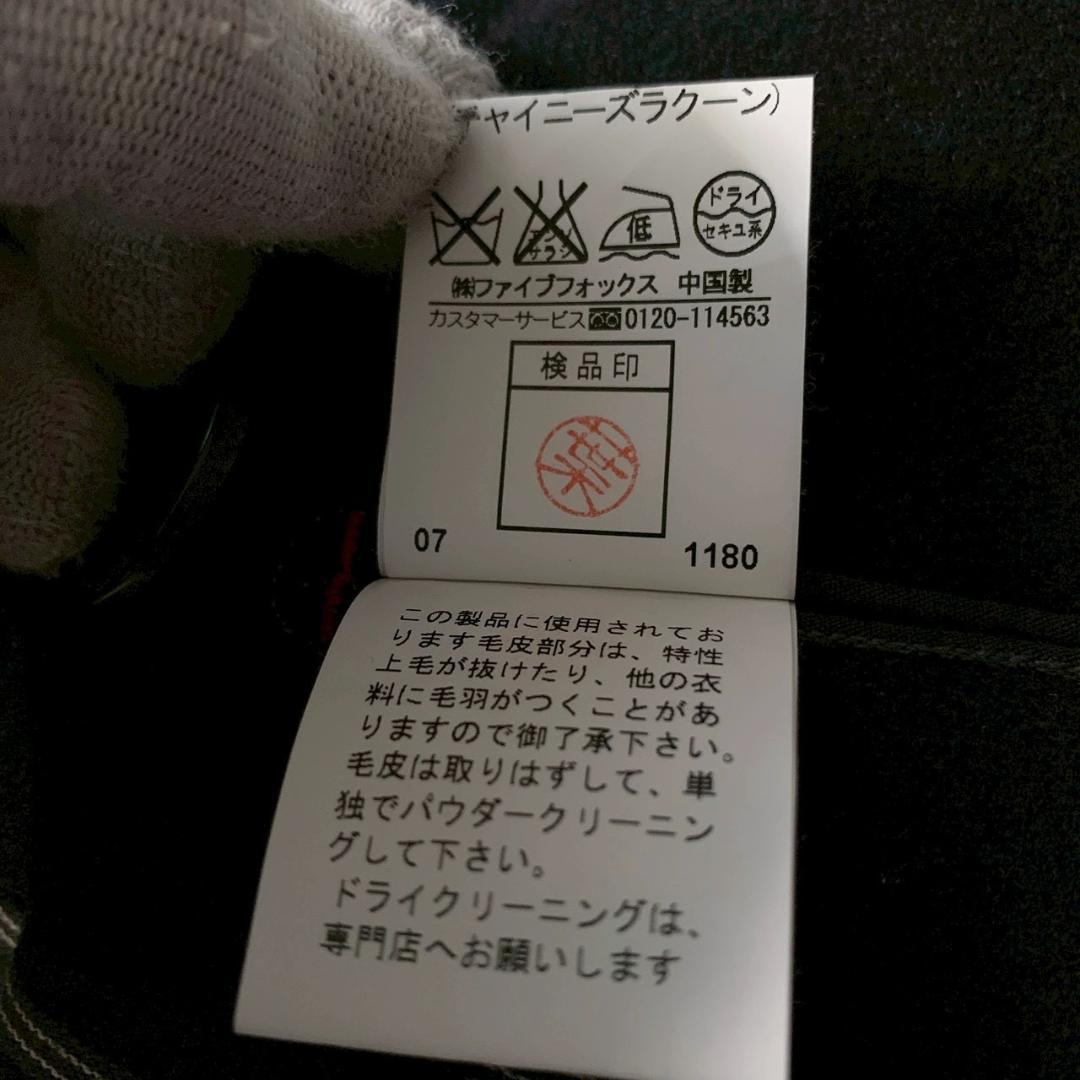 チャイニーズラクーン)
エンソ
サラシ
低
ドライ
セキユ系
㈱ファイブフォックス 中国製
カスタマーサービス 0120-114563
検品印
葉
07
1180
この製品に使用されてお
ります毛皮部分は、特性
上毛が抜けたり、他の衣
料に毛羽がつくことがあ
りますので御了承下さい。
毛皮は取りはずして、単
独でパウダークリーニン
グして下さい。
ドライクリーニングは、
専門店へお願いします